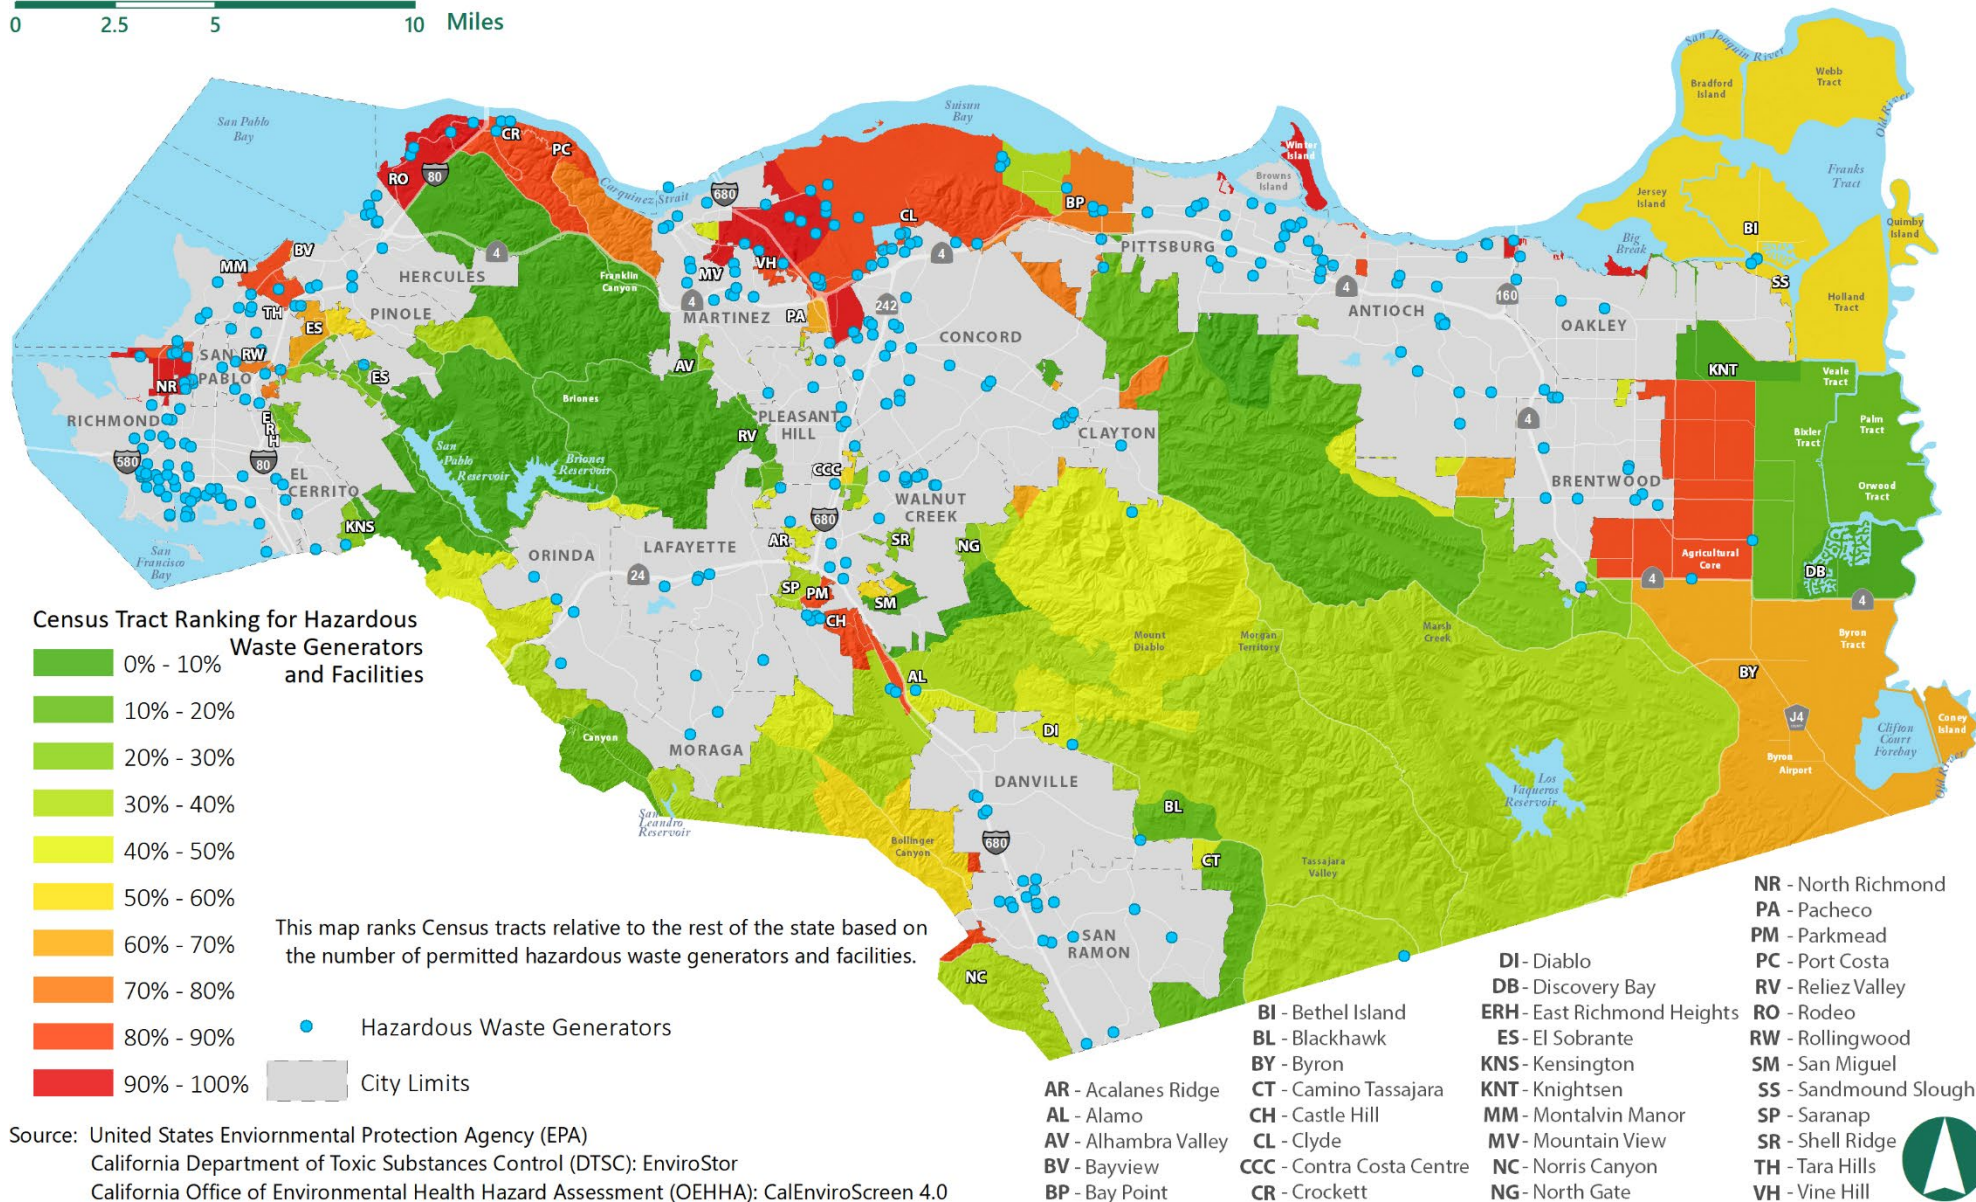 0 2.5 5 10 Miles
San Joaquin River
Webb
Tract
Bradford
Island
Old River
San Pablo
Bay
Suisun
Bay
CR
PC
RO
80
Carquinez Strait
680
Winter
Island
Browns
Island
Franks
Tract
Jersey
Island
Quimby
Island
BP
CL
BI
Big
Break
PITTSBURG
BV
MM
HERCULES
4
Franklin
Canyon
MV
VH
4
SS
Holland
Tract
TH
PINOLE
ES
4
MARTINEZ
PA
242
4
ANTIOCH
160
OAKLEY
CONCORD
SAN
PABLO
RW
NR
ES
AV
KNT
Veale
Tract
Briones
RICHMOND
E
R
H
PLEASANT
HILL
RV
CLAYTON
4
Palm
Tract
Bixler
Tract
580
80
EL
CERRITO
San
Pablo
Reservoir
Briones
Reservoir
CCC
WALNUT
CREEK
BRENTWOOD
Orwood
Tract
KNS
680
San
Francisco
Bay
ORINDA
LAFAYETTE
AR
SR
NG
Agricultural
Core
24
SP
PM
SM
4
DB
4
CH
Mount
Diablo
Morgan
Territory
Marsh
Creek
Byron
Tract
AL
BY
Canyon
MORAGA
DI
J4
Clifton
Court
Forebay
Coney
Island
Old River
Byron
Airport
DANVILLE
Los
Vaqueros
Reservoir
San
Leandro
Reservoir
BL
Bollinger
Canyon
680
CT
Tassajara
Valley
SAN
RAMON
NC
Census Tract Ranking for Hazardous
Waste Generators
and Facilities
0% - 10%
10% - 20%
20% - 30%
30% - 40%
40% - 50%
50% - 60%
60% - 70%
70% - 80%
80% - 90%
90% - 100%
This map ranks Census tracts relative to the rest of the state based on
the number of permitted hazardous waste generators and facilities.
Hazardous Waste Generators
City Limits
Source: United States Enviornmental Protection Agency (EPA)
California Department of Toxic Substances Control (DTSC): EnviroStor
California Office of Environmental Health Hazard Assessment (OEHHA): CalEnviroScreen 4.0
AR - Acalanes Ridge
AL - Alamo
AV - Alhambra Valley
BV - Bayview
BP - Bay Point
BI - Bethel Island
BL - Blackhawk
BY - Byron
CT - Camino Tassajara
CH - Castle Hill
CL - Clyde
CCC - Contra Costa Centre
CR - Crockett
DI - Diablo
DB - Discovery Bay
ERH - East Richmond Heights
ES - El Sobrante
KNS - Kensington
KNT - Knightsen
MM - Montalvin Manor
MV - Mountain View
NC - Norris Canyon
NG - North Gate
NR - North Richmond
PA - Pacheco
PM - Parkmead
PC - Port Costa
RV - Reliez Valley
RO - Rodeo
RW - Rollingwood
SM - San Miguel
SS - Sandmound Slough
SP - Saranap
SR - Shell Ridge
TH - Tara Hills
VH - Vine Hill